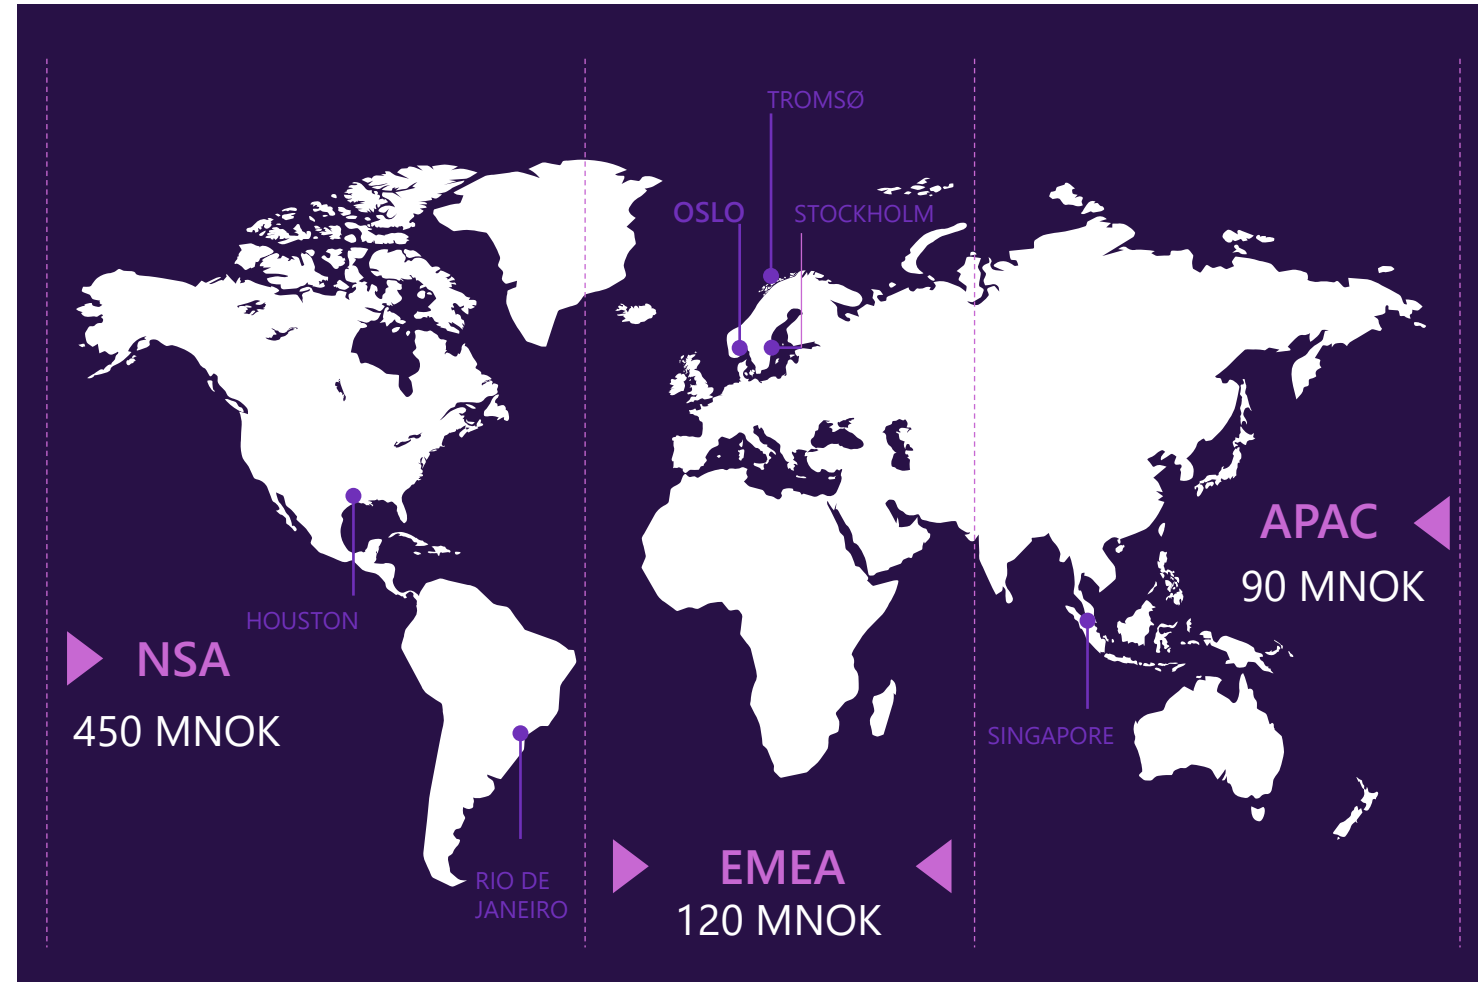 TROMSØ
OSLO
STOCKHOLM
APAC
90 MNOK
HOUSTON
NSA
450 MNOK
SINGAPORE
RIO DE
JANEIRO
EMEA
120 MNOK